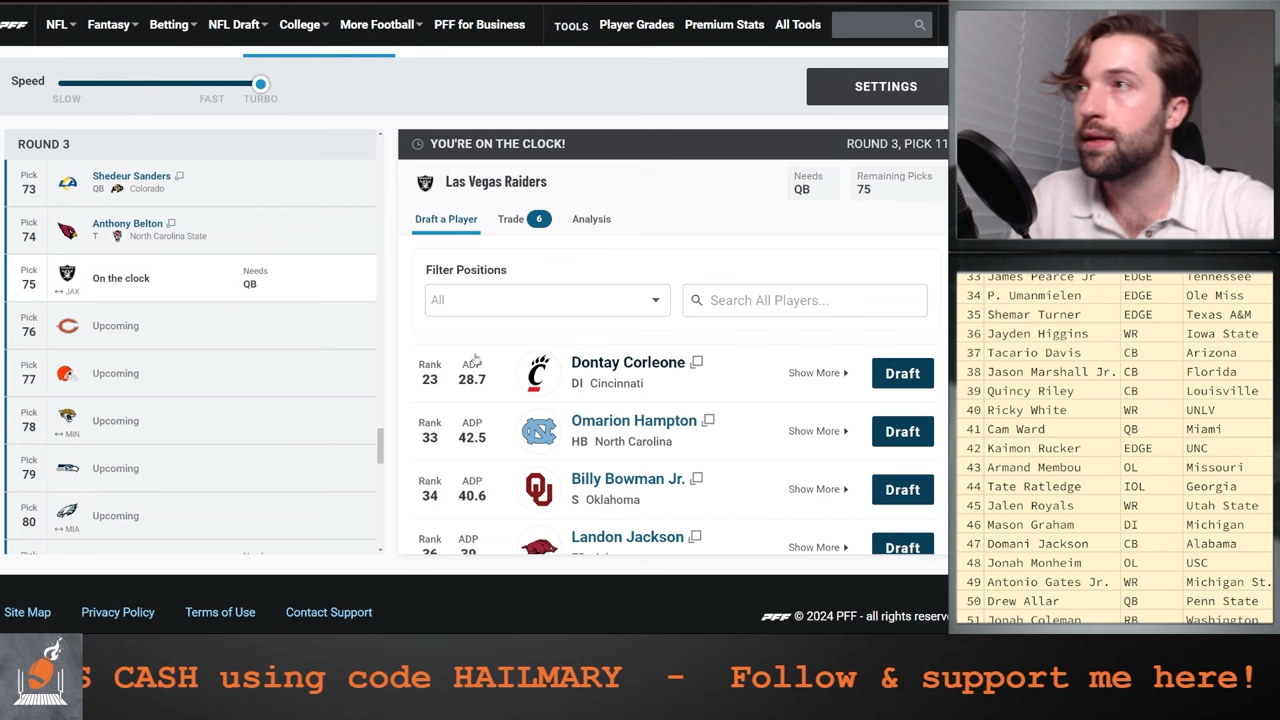 PFF NFL Fantasy Betting NFL Draft College More Football PFF for Business TOOLS Player Grades Premium Stats All Tools
Speed
SLOW FAST TURBO
SETTINGS
ROUND 3
Pick 73 Shedeur Sanders
QB Colorado
Pick 74 Anthony Belton
T North Carolina State
Pick 75 On the clock Needs
↔ JAX QB
Pick 76 Upcoming
Pick 77 Upcoming
Pick 78 Upcoming
↔ MIN
Pick 79 Upcoming
Pick 80 Upcoming
↔ MIA
YOU'RE ON THE CLOCK! ROUND 3, PICK 11
Las Vegas Raiders
Needs
QB
Remaining Picks
75
Draft a Player Trade 6 Analysis
Filter Positions
All
Search All Players...
Rank 23 ADP 28.7 Dontay Corleone Show More Draft
DI Cincinnati
Rank 33 ADP 42.5 Omarion Hampton Show More Draft
HB North Carolina
Rank 34 ADP 40.6 Billy Bowman Jr. Show More Draft
S Oklahoma
Rank 36 ADP 39 Landon Jackson Show More Draft
Site Map Privacy Policy Terms of Use Contact Support
PFF © 2024 PFF - all rights reserv
33 James Pearce Jr EDGE Tennessee
34 P. Umanmielen EDGE Ole Miss
35 Shemar Turner EDGE Texas A&M
36 Jayden Higgins WR Iowa State
37 Tacario Davis CB Arizona
38 Jason Marshall Jr. CB Florida
39 Quincy Riley CB Louisville
40 Ricky White WR UNLV
41 Cam Ward QB Miami
42 Kaimon Rucker EDGE UNC
43 Armand Membou OL Missouri
44 Tate Ratledge IOL Georgia
45 Jalen Royals WR Utah State
46 Mason Graham DI Michigan
47 Domani Jackson CB Alabama
48 Jonah Monheim OL USC
49 Antonio Gates Jr. WR Michigan St.
50 Drew Allar QB Penn State
51 Jonah Coleman RB Washington
S CASH using code HAILMARY - Follow & support me here!